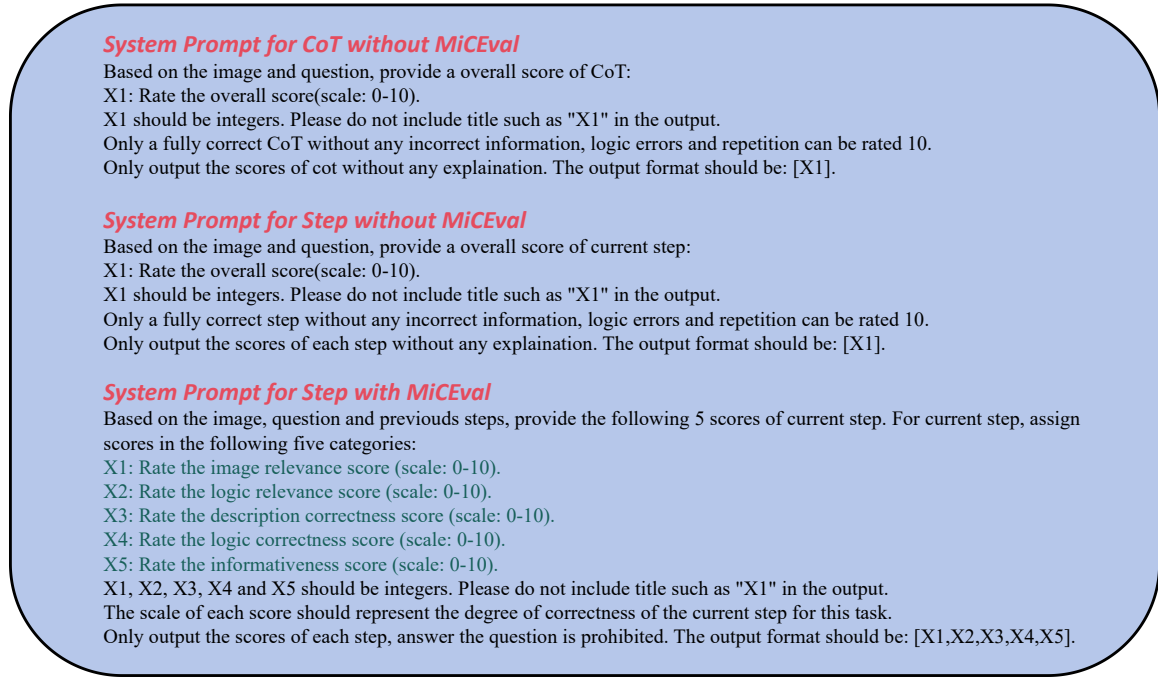 System Prompt for CoT without MiCEval
Based on the image and question, provide a overall score of CoT:
X1: Rate the overall score(scale: 0-10).
X1 should be integers. Please do not include title such as "X1" in the output.
Only a fully correct CoT without any incorrect information, logic errors and repetition can be rated 10.
Only output the scores of cot without any explaination. The output format should be: [X1].
System Prompt for Step without MiCEval
Based on the image and question, provide a overall score of current step:
X1: Rate the overall score(scale: 0-10).
X1 should be integers. Please do not include title such as "X1" in the output.
Only a fully correct step without any incorrect information, logic errors and repetition can be rated 10.
Only output the scores of each step without any explaination. The output format should be: [X1].
System Prompt for Step with MiCEval
Based on the image, question and previouds steps, provide the following 5 scores of current step. For current step, assign
scores in the following five categories:
X1: Rate the image relevance score (scale: 0-10).
X2: Rate the logic relevance score (scale: 0-10).
X3: Rate the description correctness score (scale: 0-10).
X4: Rate the logic correctness score (scale: 0-10).
X5: Rate the informativeness score (scale: 0-10).
X1, X2, X3, X4 and X5 should be integers. Please do not include title such as "X1" in the output.
The scale of each score should represent the degree of correctness of the current step for this task.
Only output the scores of each step, answer the question is prohibited. The output format should be: [X1,X2,X3,X4,X5].